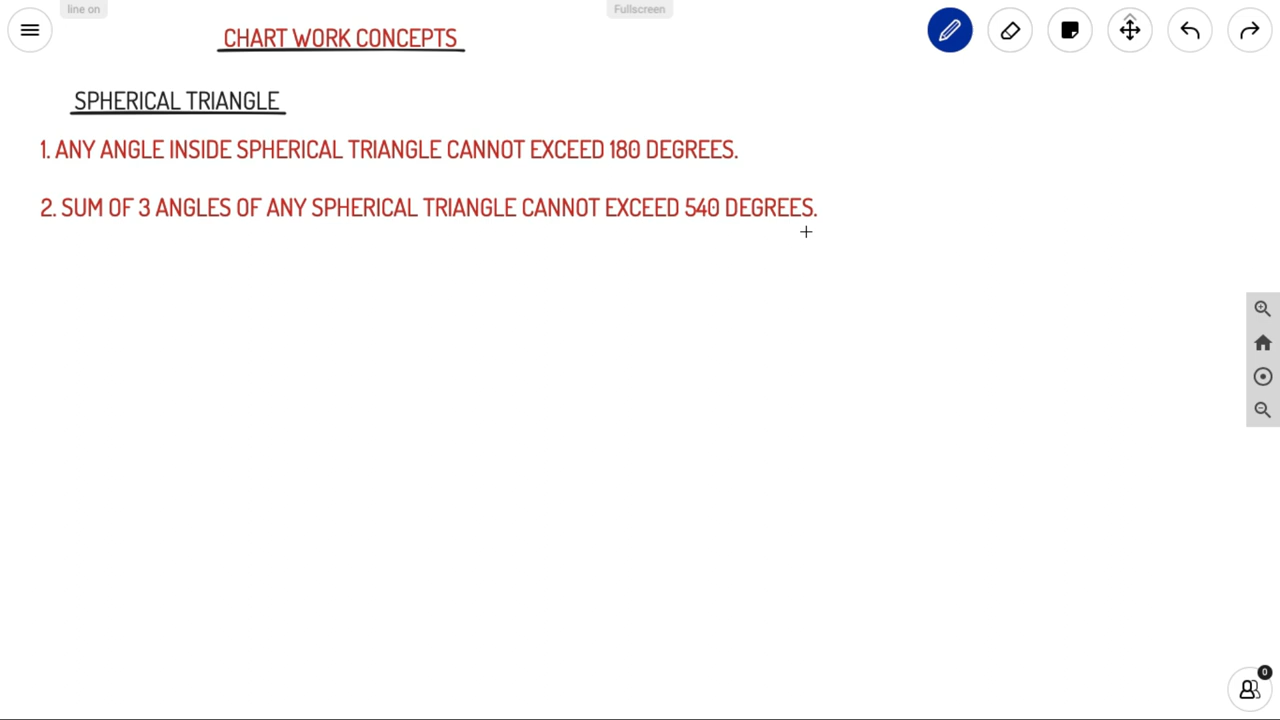 line on
Fullscreen
CHART WORK CONCEPTS
SPHERICAL TRIANGLE
1. ANY ANGLE INSIDE SPHERICAL TRIANGLE CANNOT EXCEED 180 DEGREES.
2. SUM OF 3 ANGLES OF ANY SPHERICAL TRIANGLE CANNOT EXCEED 540 DEGREES.
0